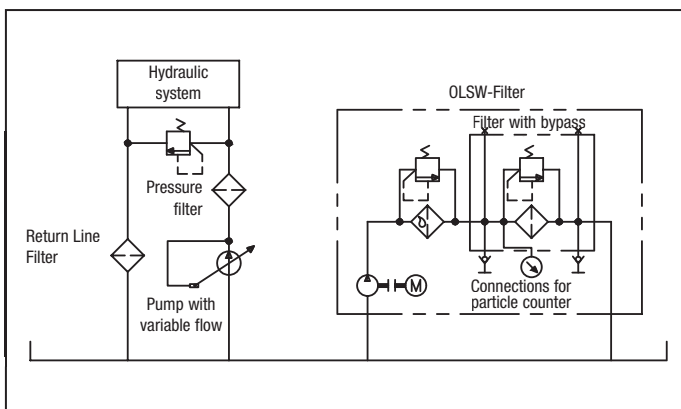 Hydraulic
system
OLSW-Filter
Filter with bypass
Pressure
filter
Return Line
Filter
Pump with
variable flow
M
Connections for
particle counter